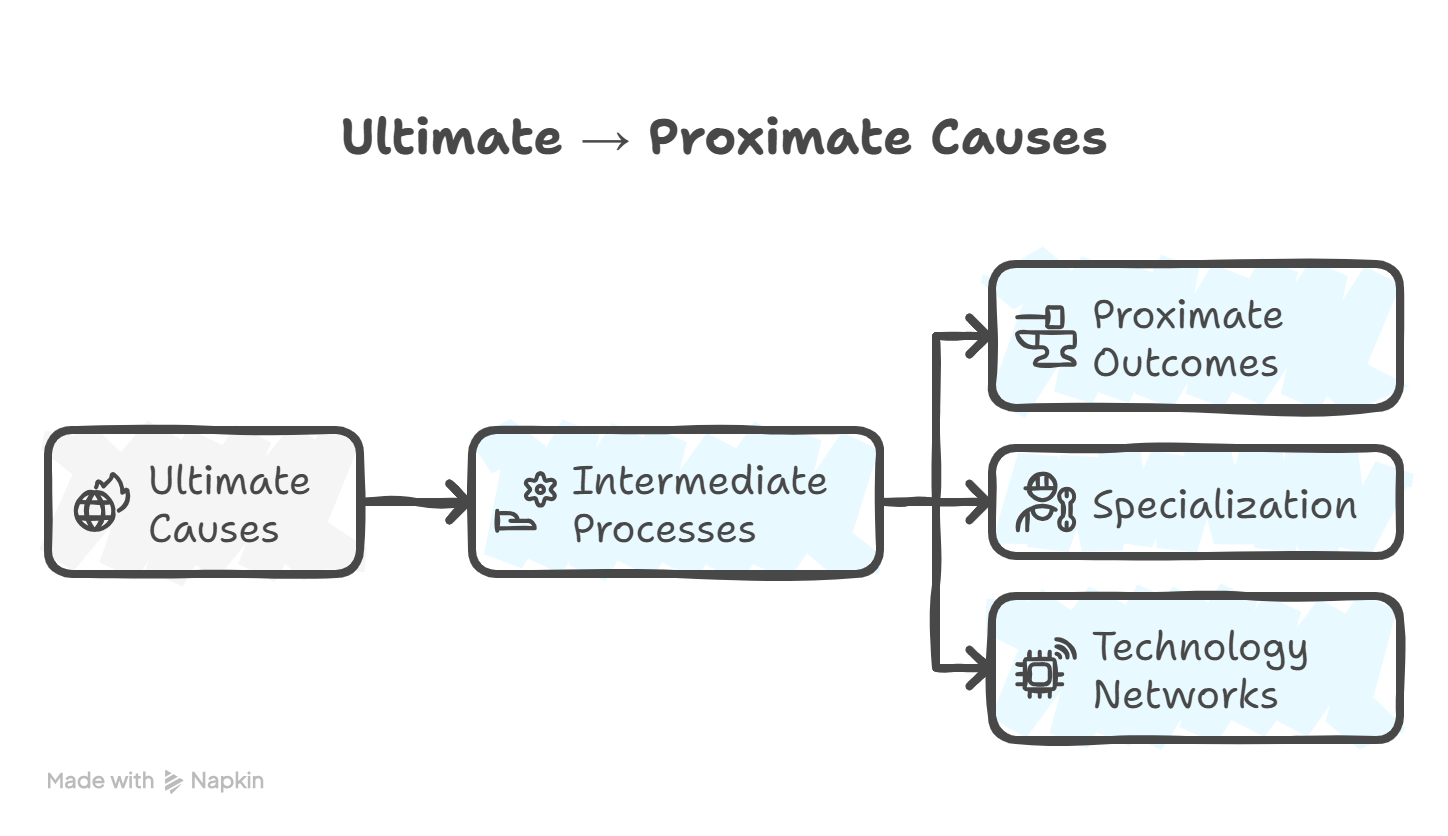 Ultimate → Proximate Causes
Ultimate
Causes
Intermediate
Processes
Proximate
Outcomes
Specialization
Technology
Networks
Made with Napkin